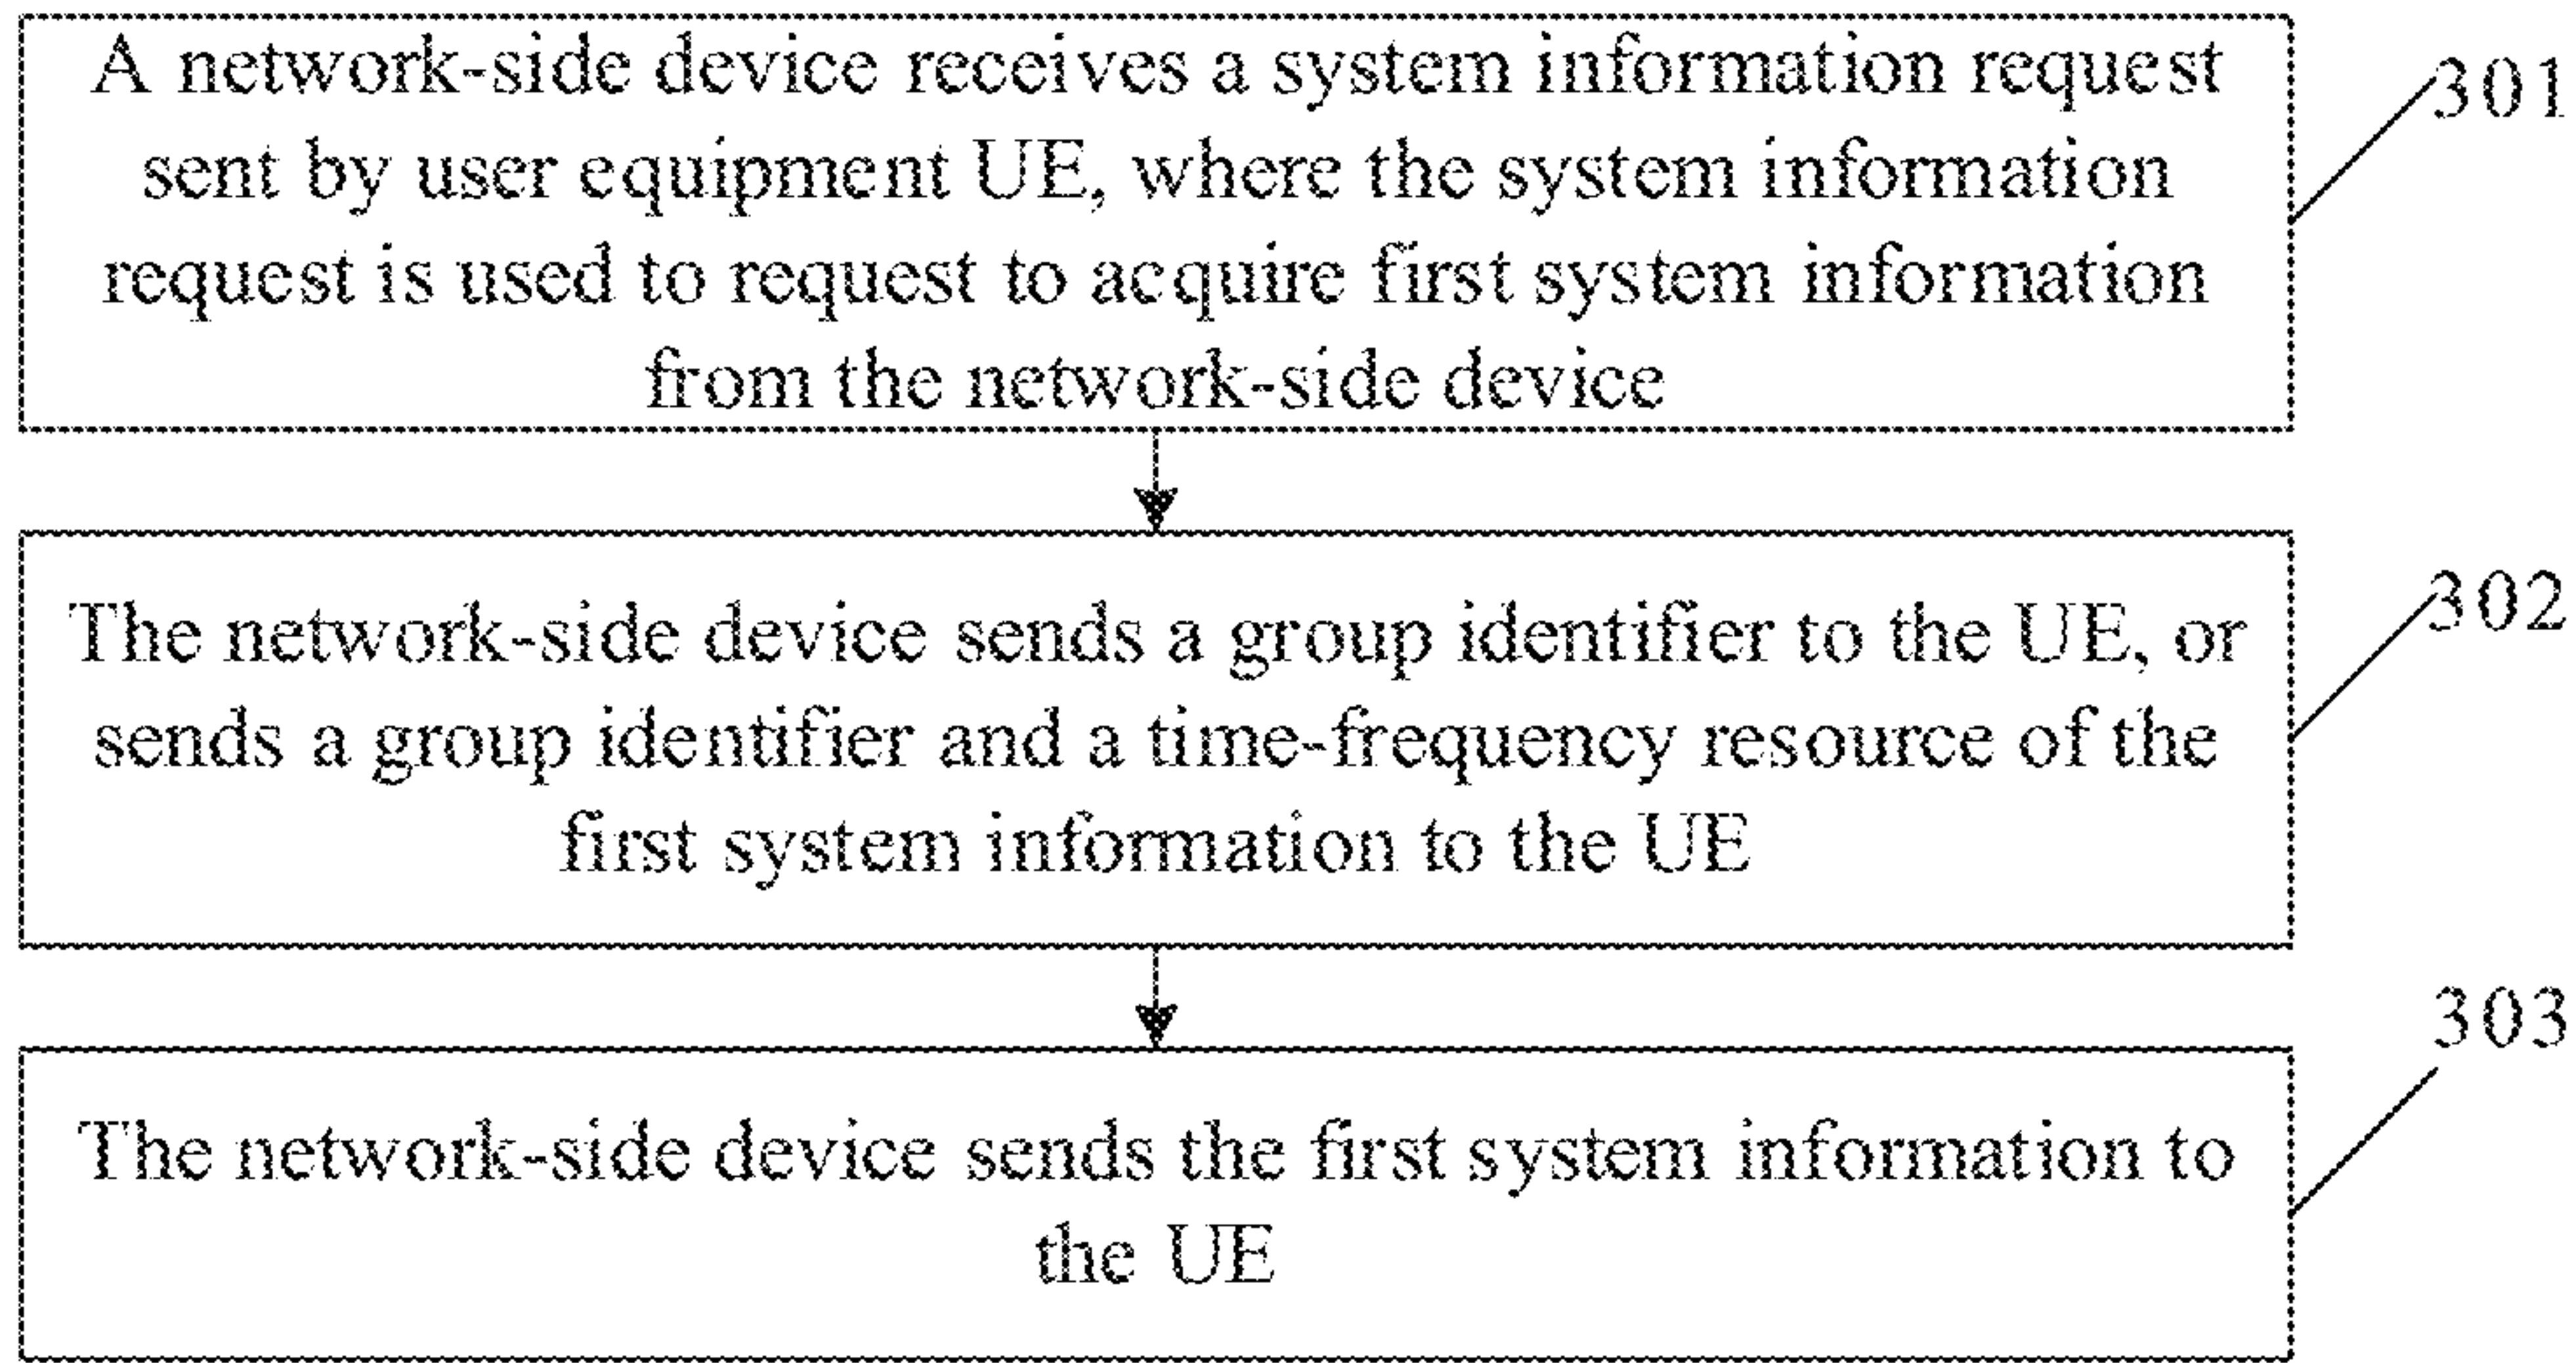 A network-side device receives a system information request
301
sent by user equipment UE, where the system information
request is used to request to acquire first system information
from the network-side device
The network-side device sends a group identifier to the UE, or
302
sends a group identifier and a time-frequency resource of the
first system information to the UE
303
The network-side device sends the first system information to
the UE